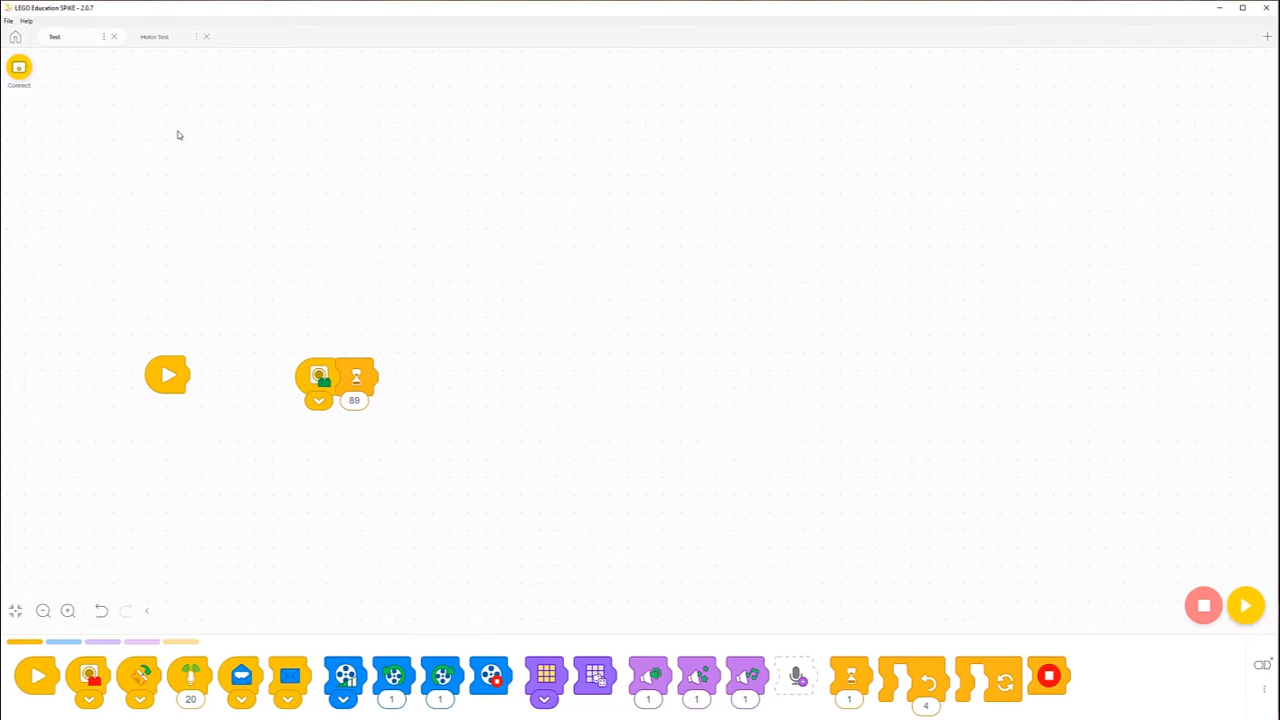 LEGO Education SPIKE - 2.0.7
File Help
Test Motor Test
Connect
89
20 1 1 1 1 1 1 4